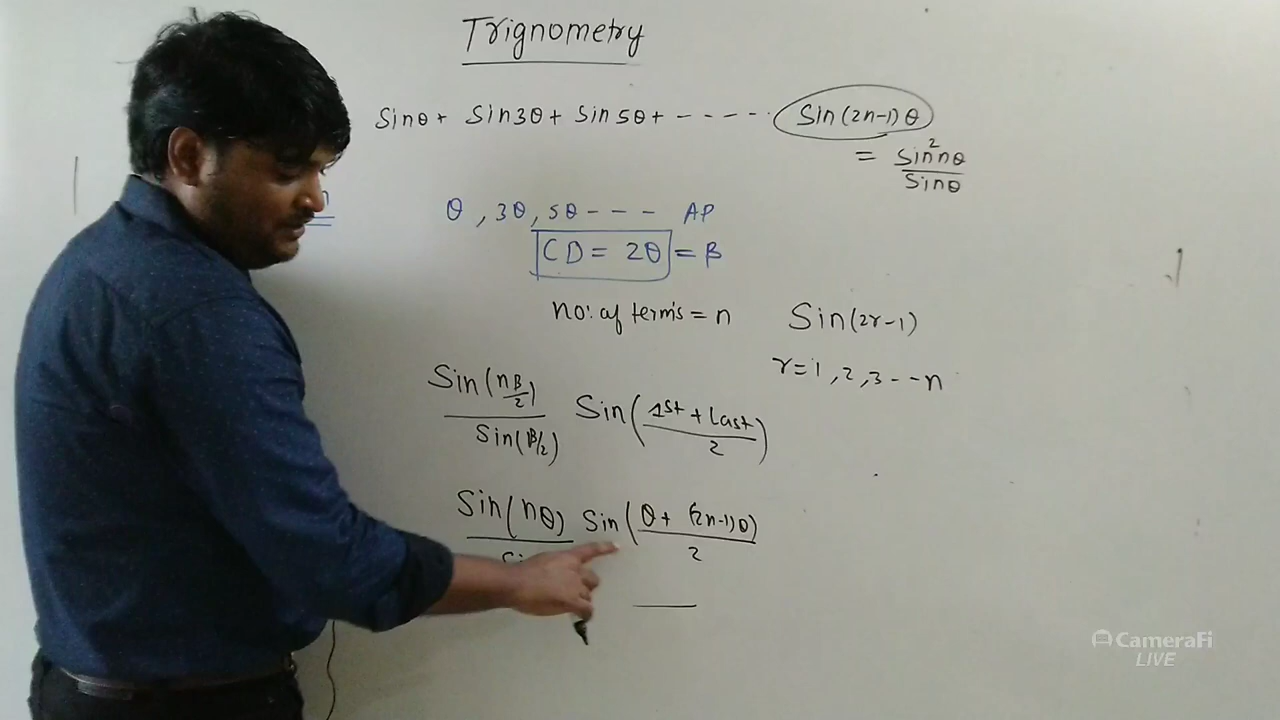 Trignometry
Sinθ + Sin3θ + Sin5θ + ----- Sin(2n-1)θ
= Sin²nθ / Sinθ
θ, 3θ, 5θ --- AP
CD = 2θ = β
no: of terms = n
Sin(2r-1)
r=1, 2, 3 -- n
Sin(nβ/2) / Sin(β/2) Sin(1st + Last / 2)
Sin(nθ) / Si Sin(θ + (2n-1)θ / 2)
CameraFi
LIVE